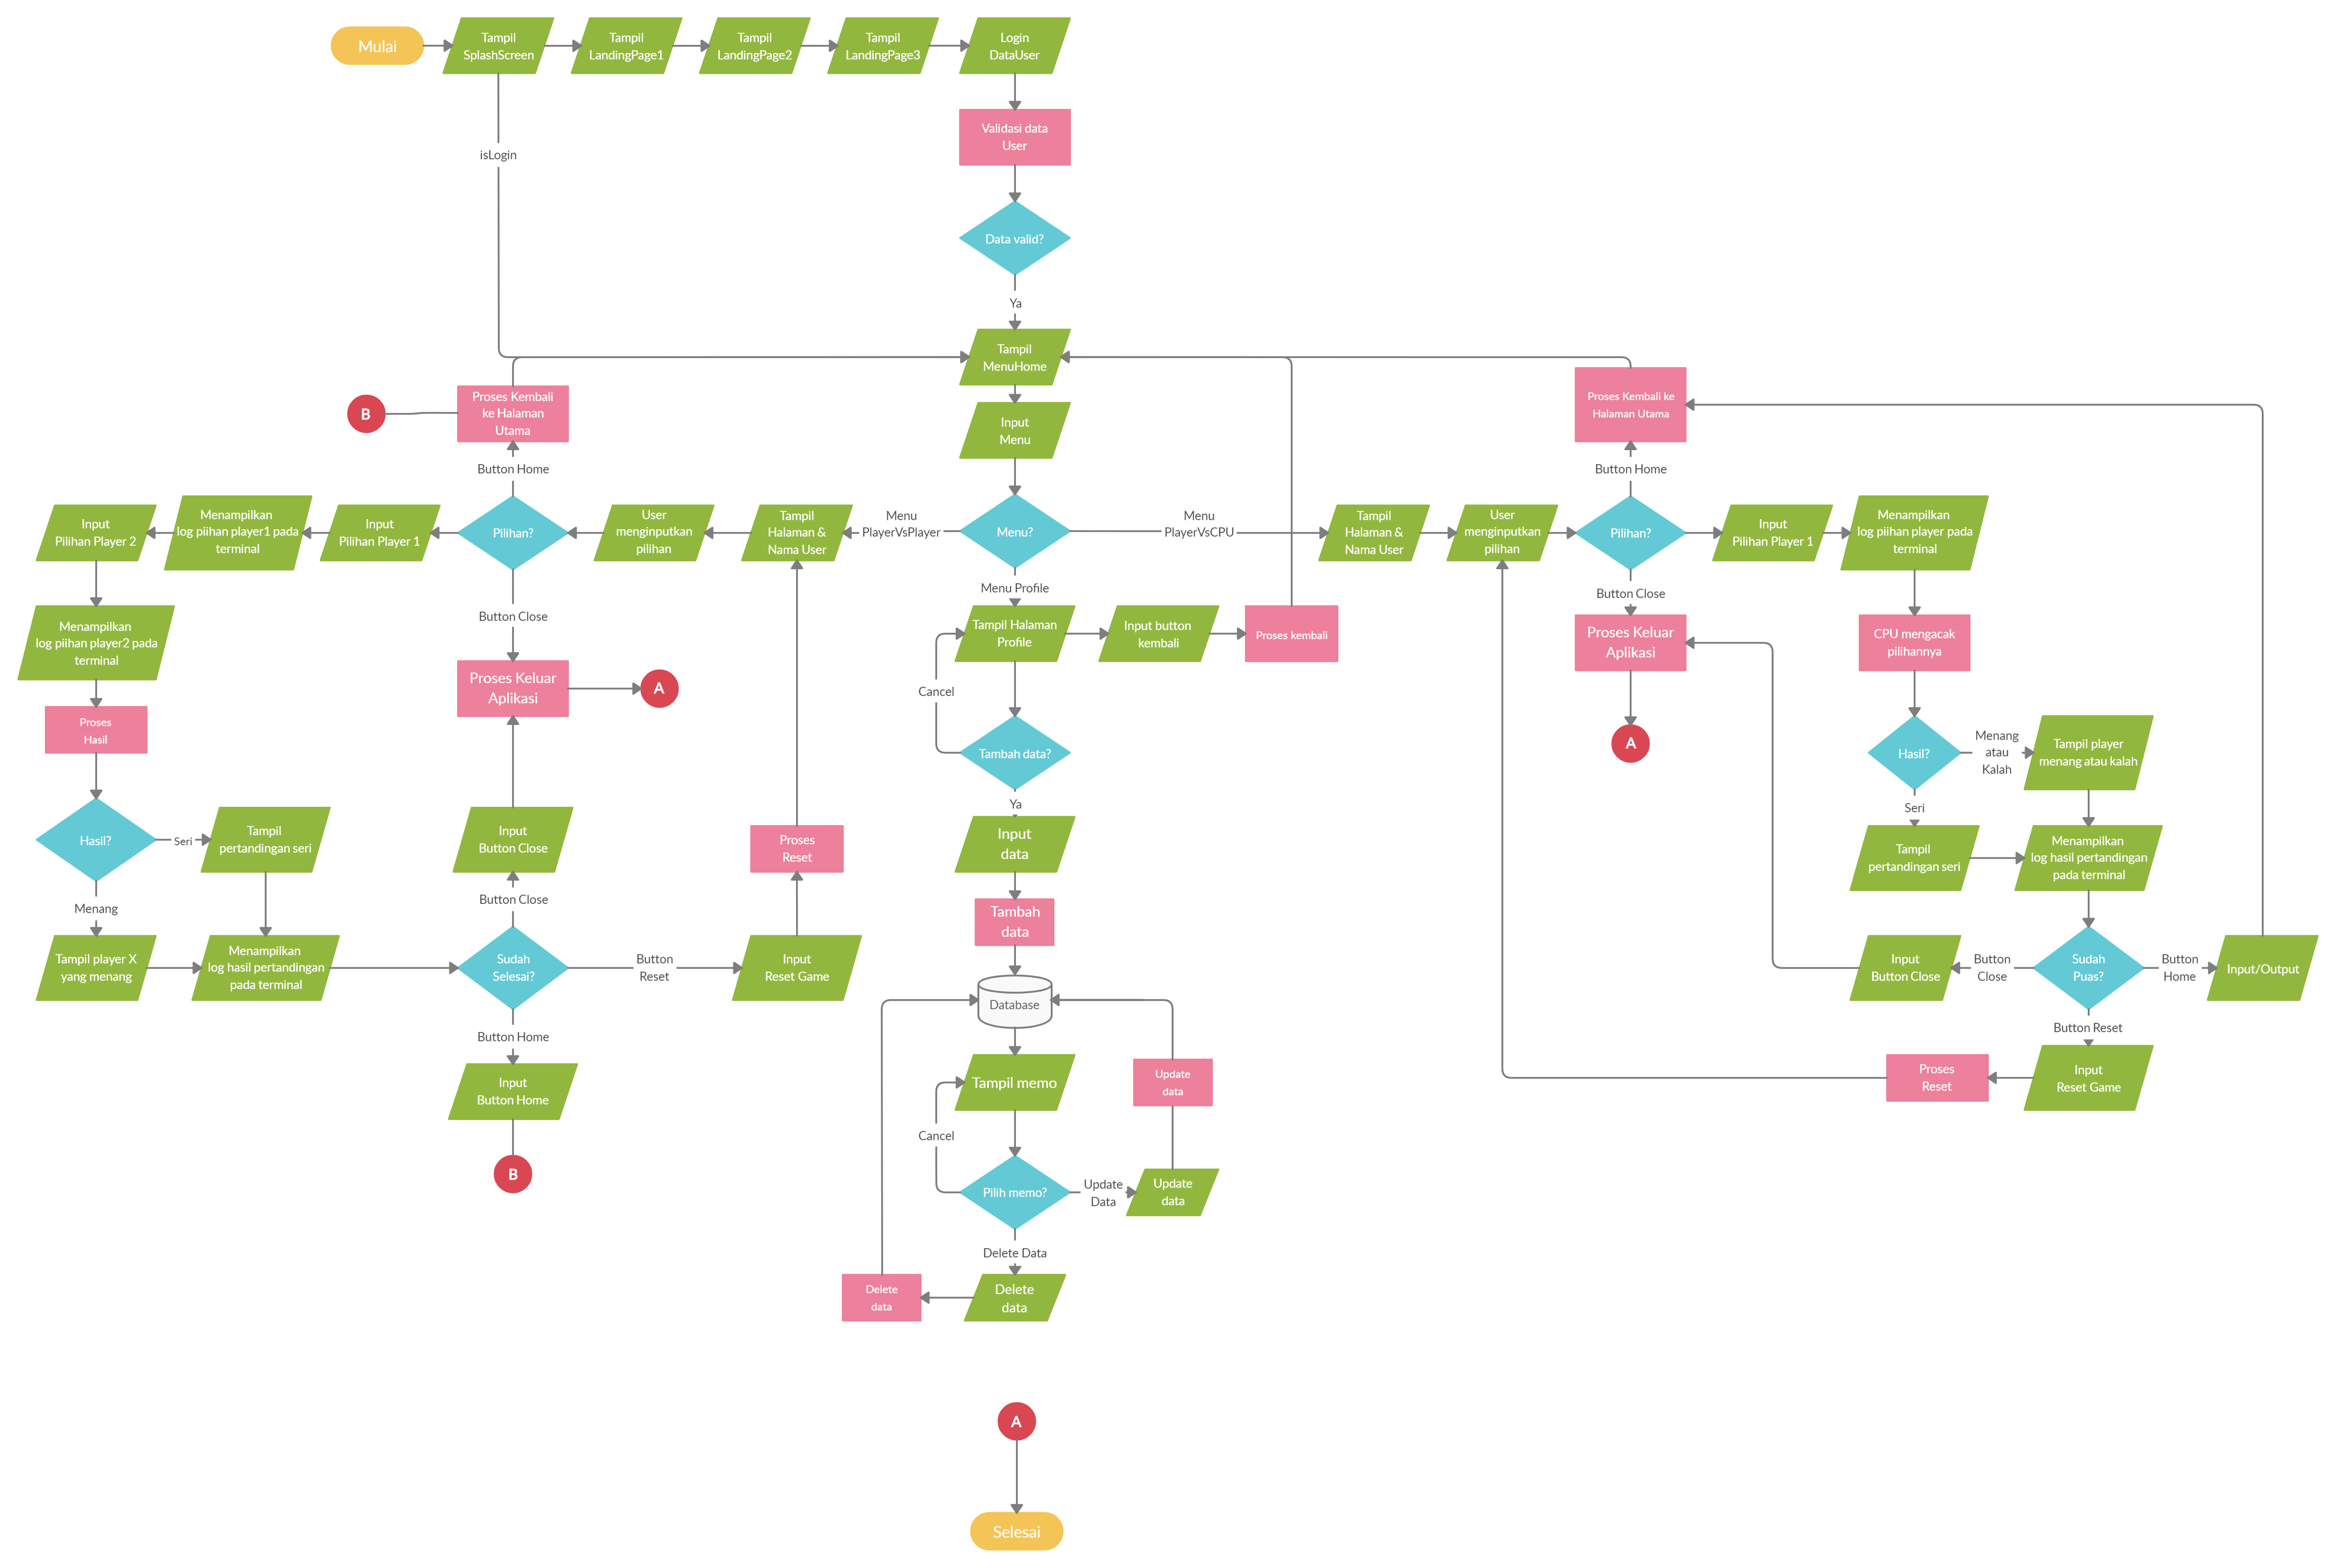 Mulai
Tampil
SplashScreen
Tampil
LandingPage1
Tampil
LandingPage2
Tampil
LandingPage3
Login
DataUser
Validasi data
User
isLogin
Data valid?
Ya
Tampil
MenuHome
Input
Menu
B
Proses Kembali
ke Halaman
Utama
Button Home
Proses Kembali ke
Halaman Utama
Button Home
Input
Pilihan Player 2
Menampilkan
log piihan player1 pada
terminal
Input
Pilihan Player 1
Pilihan?
User
menginputkan
pilihan
Tampil
Halaman &
Nama User
Menu
PlayerVsPlayer
Menu?
Menu
PlayerVsCPU
Tampil
Halaman &
Nama User
User
menginputkan
pilihan
Pilihan?
Input
Pilihan Player 1
Menampilkan
log piihan player pada
terminal
Menampilkan
log piihan player2 pada
terminal
Button Close
Menu Profile
Tampil Halaman
Profile
Input button
kembali
Proses kembali
Button Close
Proses Keluar
Aplikasi
CPU mengacak
pilihannya
Proses Keluar
Aplikasi
A
Cancel
Proses
Hasil
Tambah data?
A
Hasil?
Menang
atau
Kalah
Tampil player
menang atau kalah
Ya
Seri
Hasil?
Seri
Tampil
pertandingan seri
Input
Button Close
Proses
Reset
Input
data
Tampil
pertandingan seri
Menampilkan
log hasil pertandingan
pada terminal
Menang
Button Close
Tambah
data
Tampil player X
yang menang
Menampilkan
log hasil pertandingan
pada terminal
Sudah
Selesai?
Button
Reset
Input
Reset Game
Input
Button Close
Button
Close
Sudah
Puas?
Button
Home
Input/Output
Database
Button Home
Button Reset
Input
Button Home
Tampil memo
Update
data
Proses
Reset
Input
Reset Game
Cancel
B
Pilih memo?
Update
Data
Update
data
Delete Data
Delete
data
Delete
data
A
Selesai